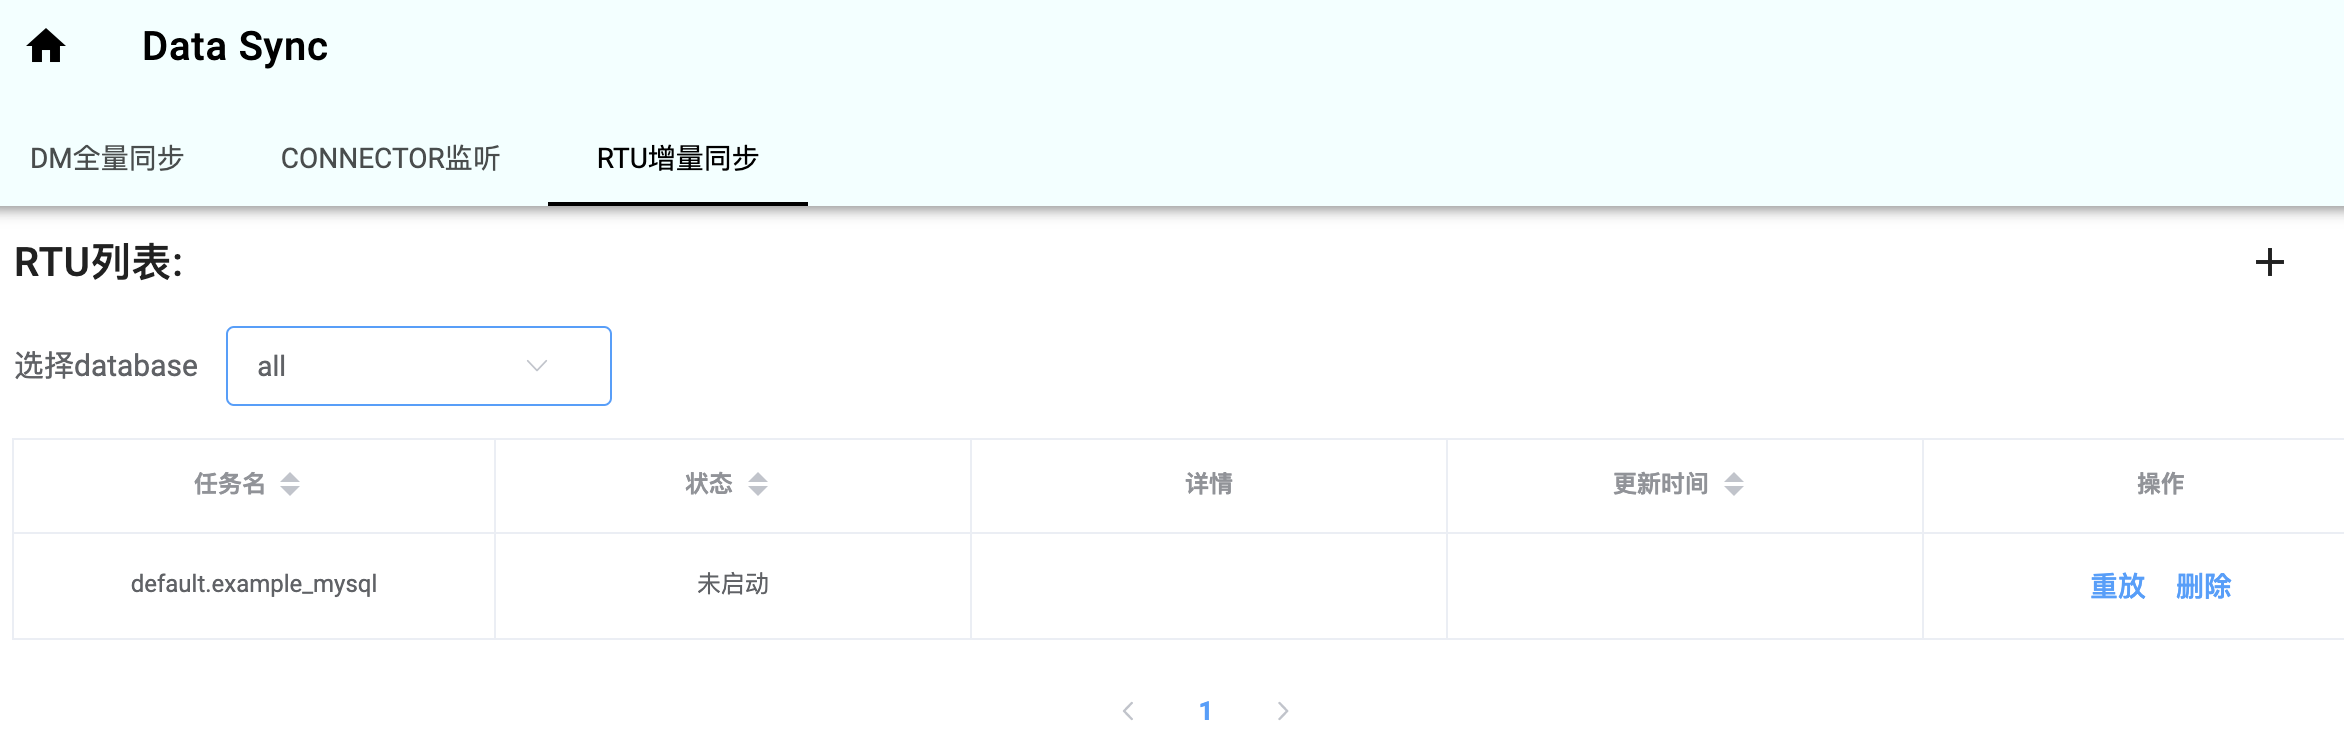 Data Sync
DM全量同步 CONNECTOR监听 RTU增量同步
RTU列表:
选择database all
任务名 状态 详情 更新时间 操作
default.example_mysql 未启动 重放 删除
1